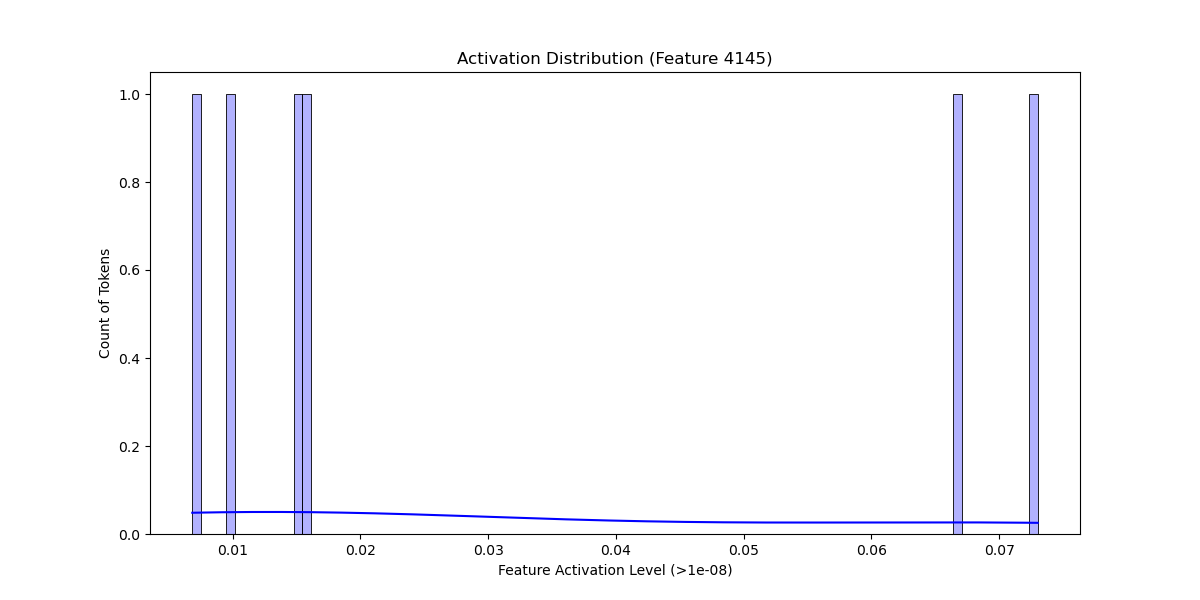 Activation Distribution (Feature 4145)
1.0
0.8
0.6
0.4
0.2
0.0
Count of Tokens
0.01 0.02 0.03 0.04 0.05 0.06 0.07
Feature Activation Level (>1e-08)